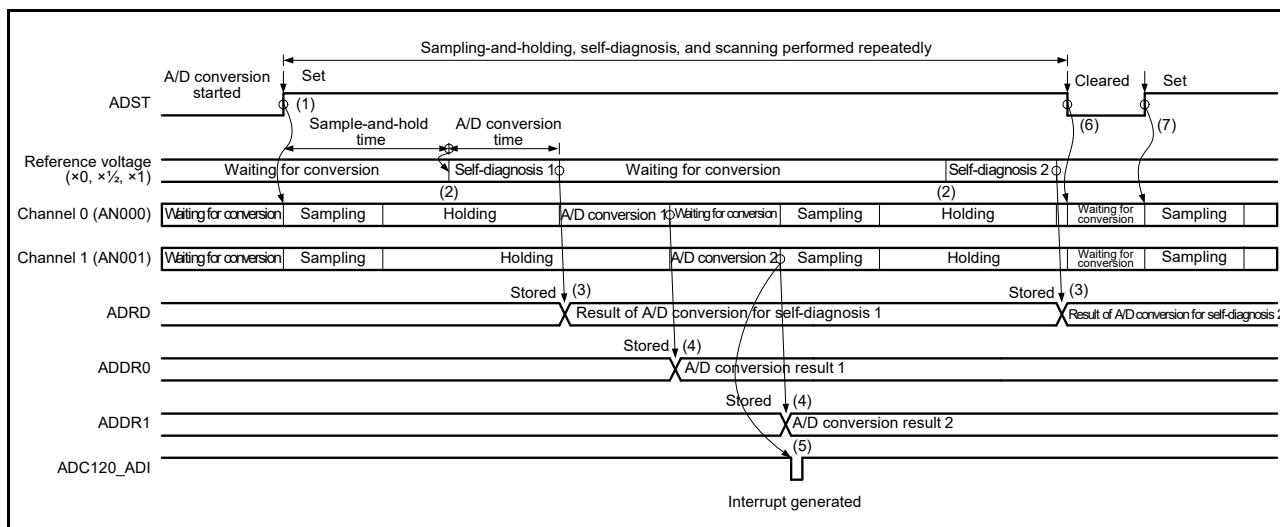 Sampling-and-holding, self-diagnosis, and scanning performed repeatedly
A/D conversion started
Set
Cleared
Set
ADST
(1)
(6)
(7)
Sample-and-hold time
A/D conversion time
Reference voltage (×0, ×½, ×1)
Waiting for conversion
Self-diagnosis 1
Waiting for conversion
Self-diagnosis 2
(2)
(2)
Channel 0 (AN000)
Waiting for conversion
Sampling
Holding
A/D conversion 1
Waiting for conversion
Sampling
Holding
Waiting for conversion
Sampling
Channel 1 (AN001)
Waiting for conversion
Sampling
Holding
A/D conversion 2
Sampling
Holding
Waiting for conversion
Sampling
Stored
(3)
Stored
(3)
ADRD
Result of A/D conversion for self-diagnosis 1
Result of A/D conversion for self-diagnosis 2
Stored
(4)
ADDR0
A/D conversion result 1
Stored
(4)
ADDR1
A/D conversion result 2
(5)
ADC120_ADI
Interrupt generated